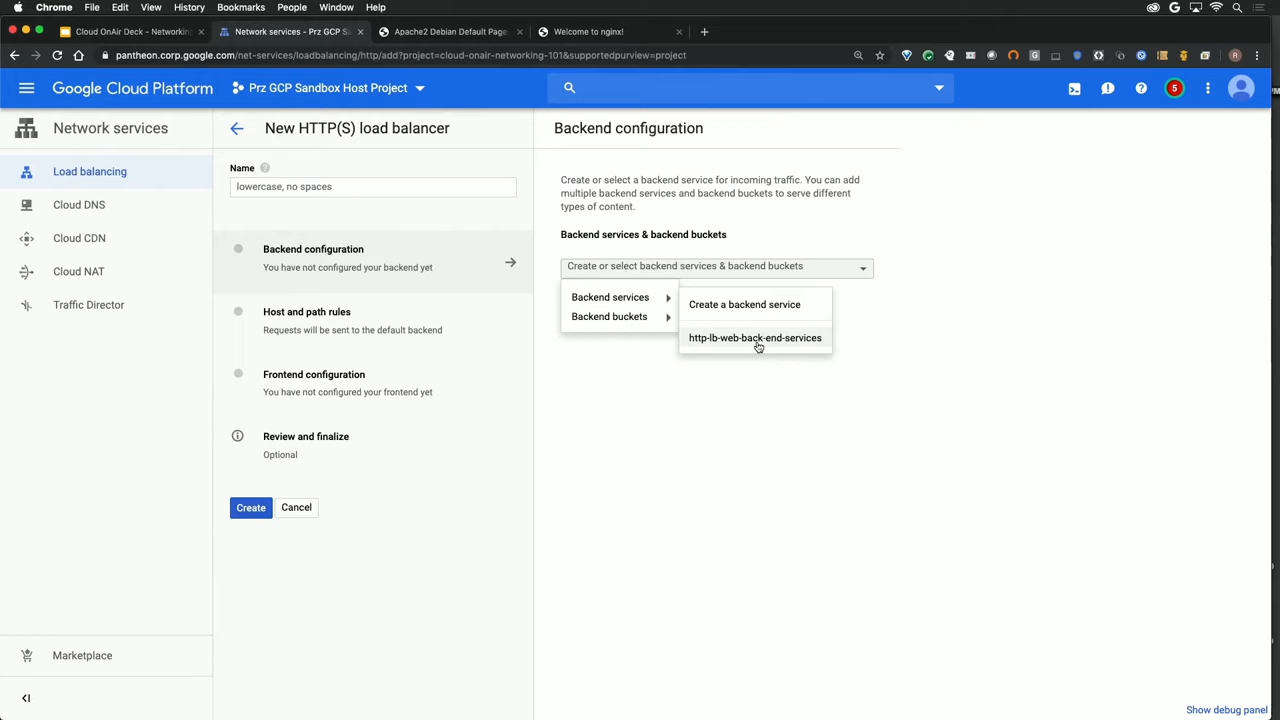 Chrome File Edit View History Bookmarks People Window Help
Cloud OnAir Deck - Networkin
Network services - Prz GCP Sa
Apache2 Debian Default Page
Welcome to nginx!
pantheon.corp.google.com/net-services/loadbalancing/http/add?project=cloud-onair-networking-101&supportedpurview=project
Google Cloud Platform
Prz GCP Sandbox Host Project
5
Network services
New HTTP(S) load balancer
Backend configuration
Load balancing
Cloud DNS
Cloud CDN
Cloud NAT
Traffic Director
Name
lowercase, no spaces
Backend configuration
You have not configured your backend yet
Host and path rules
Requests will be sent to the default backend
Frontend configuration
You have not configured your frontend yet
Review and finalize
Optional
Create
Cancel
Create or select a backend service for incoming traffic. You can add
multiple backend services and backend buckets to serve different
types of content.
Backend services & backend buckets
Create or select backend services & backend buckets
Backend services
Backend buckets
Create a backend service
http-lb-web-back-end-services
Marketplace
Show debug panel